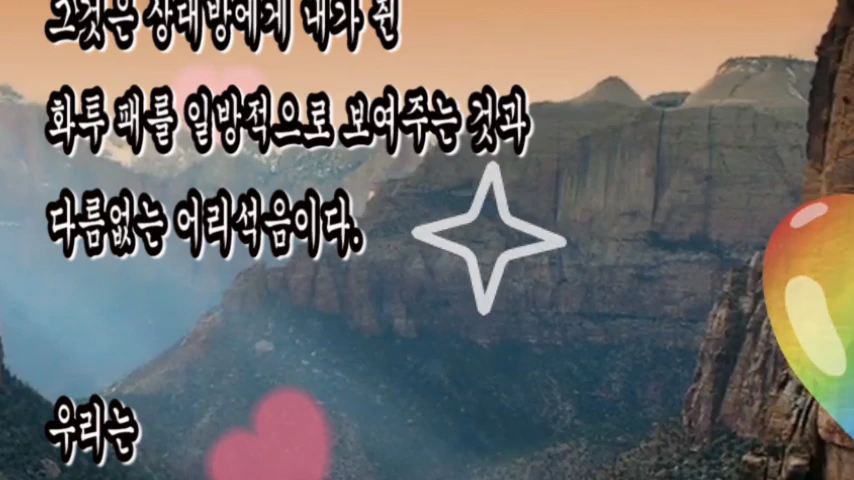 그것은 상대방에게 내가 쥔
화투 패를 일방적으로 보여주는 것과
다름없는 어리석음이다.
우리는